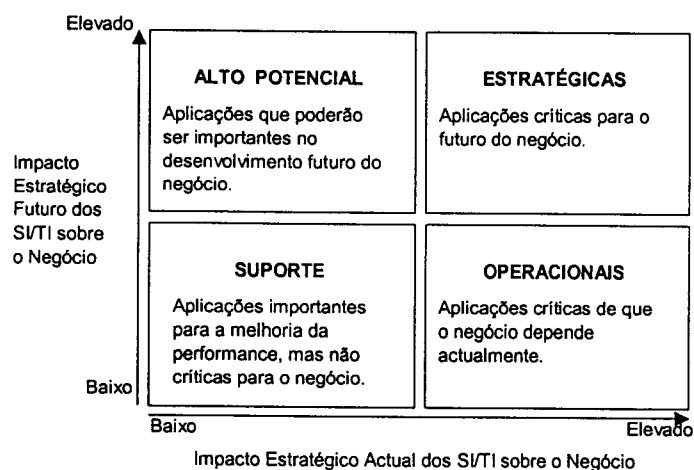 Elevado
ALTO POTENCIAL
Aplicações que poderão
ser importantes no
desenvolvimento futuro do
negócio.
ESTRATÉGICAS
Aplicações críticas para o
futuro do negócio.
Impacto
Estratégico
Futuro dos
SI/TI sobre
o Negócio
SUPORTE
Aplicações importantes
para a melhoria da
performance, mas não
críticas para o negócio.
OPERACIONAIS
Aplicações críticas de que
o negócio depende
actualmente.
Baixo
Baixo
Elevado
Impacto Estratégico Actual dos SI/TI sobre o Negócio